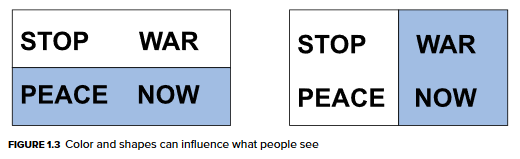 STOP WAR
PEACE NOW
STOP WAR
PEACE NOW
FIGURE 1.3 Color and shapes can influence what people see